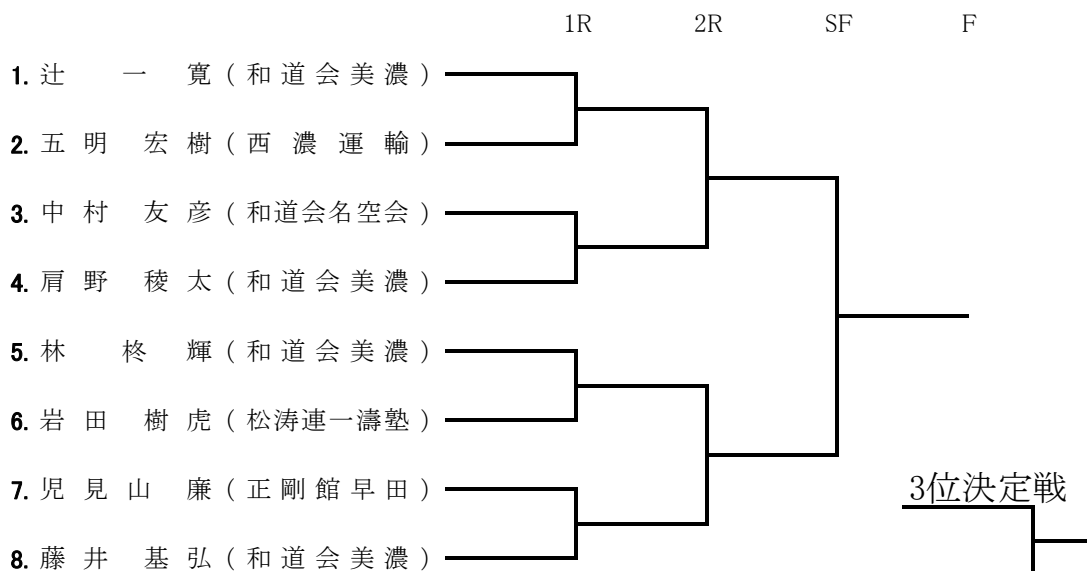 1R 2R SF F
1. 辻 一 寛 ( 和 道 会 美 濃 )
2. 五 明 宏 樹 ( 西 濃 運 輸 )
3. 中 村 友 彦 ( 和道会名空会 )
4. 肩 野 稜 太 ( 和 道 会 美 濃 )
5. 林 柊 輝 ( 和 道 会 美 濃 )
6. 岩 田 樹 虎 ( 松涛連一濤塾 )
7. 児 見 山 廉 ( 正 剛 館 早 田 )
3位決定戦
8. 藤 井 基 弘 ( 和 道 会 美 濃 )